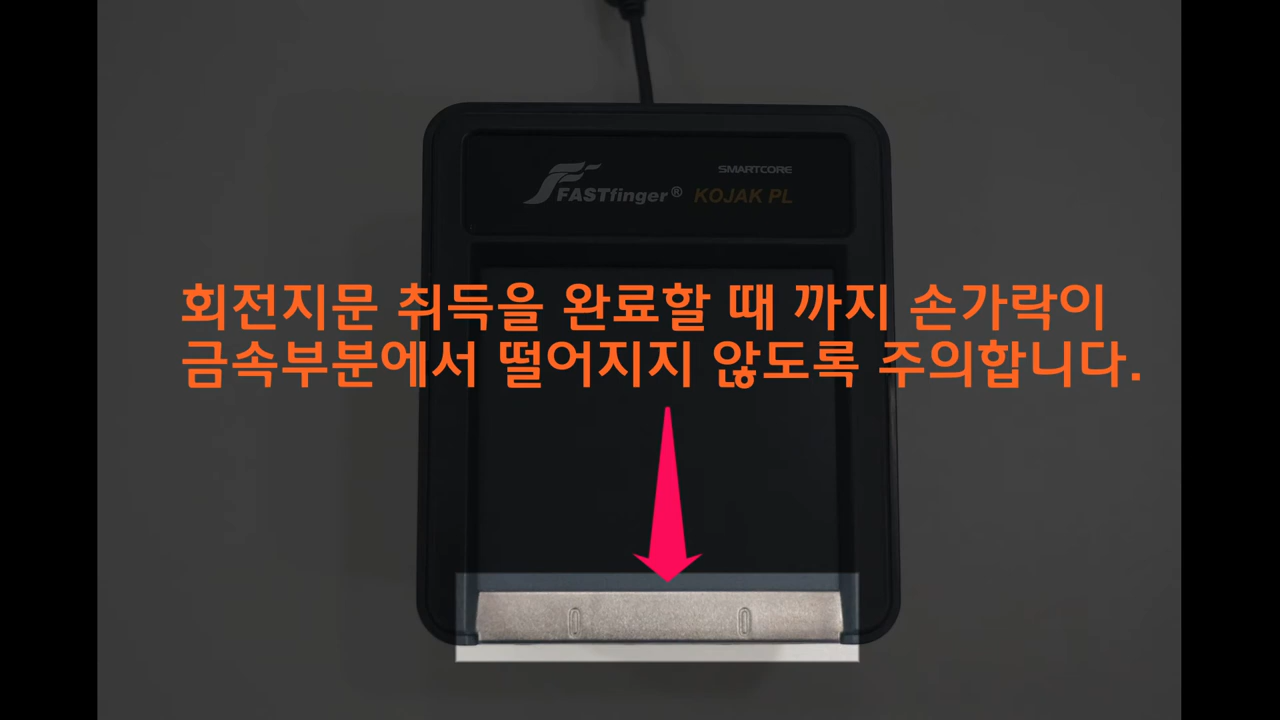 SMARTCORE
FASTfinger® KOJAK PL
회전지문 취득을 완료할 때 까지 손가락이
금속부분에서 떨어지지 않도록 주의합니다.